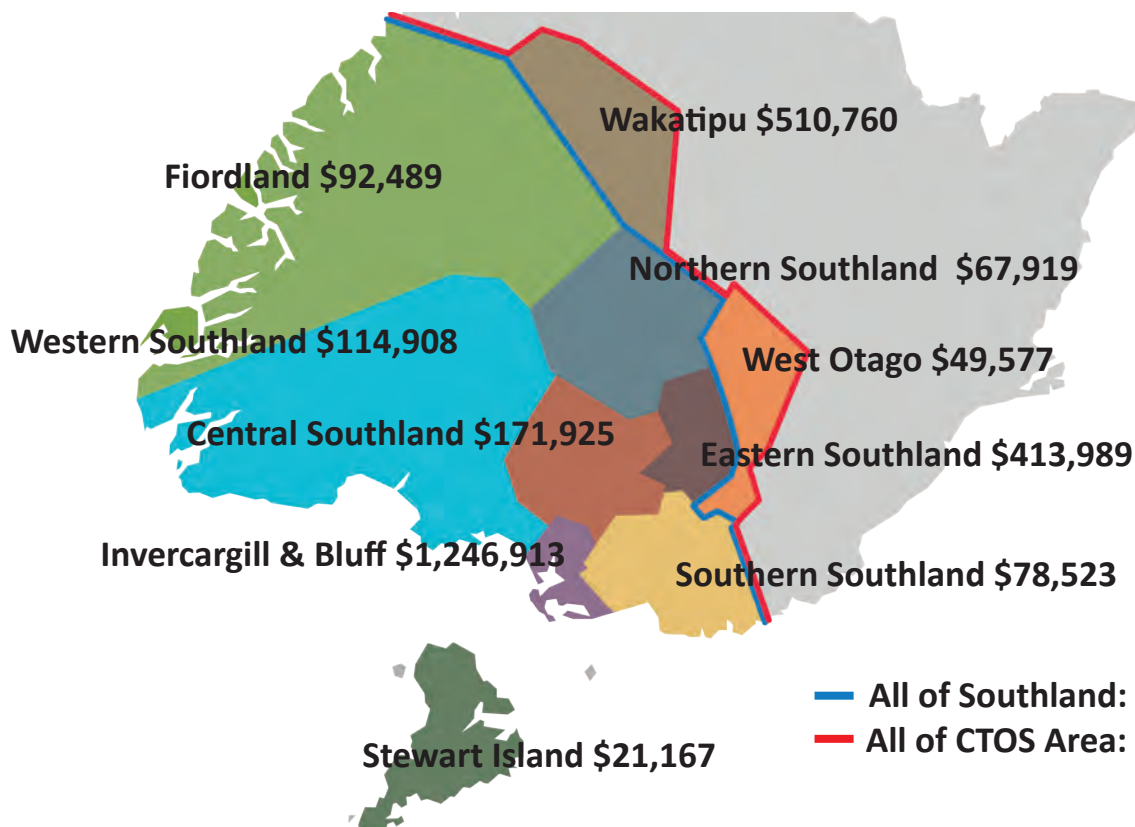 Wakatipu $510,760
Fiordland $92,489
Northern Southland $67,919
Western Southland $114,908
West Otago $49,577
Central Southland $171,925
Eastern Southland $413,989
Invercargill & Bluff $1,246,913
Southern Southland $78,523
All of Southland:
All of CTOS Area:
Stewart Island $21,167